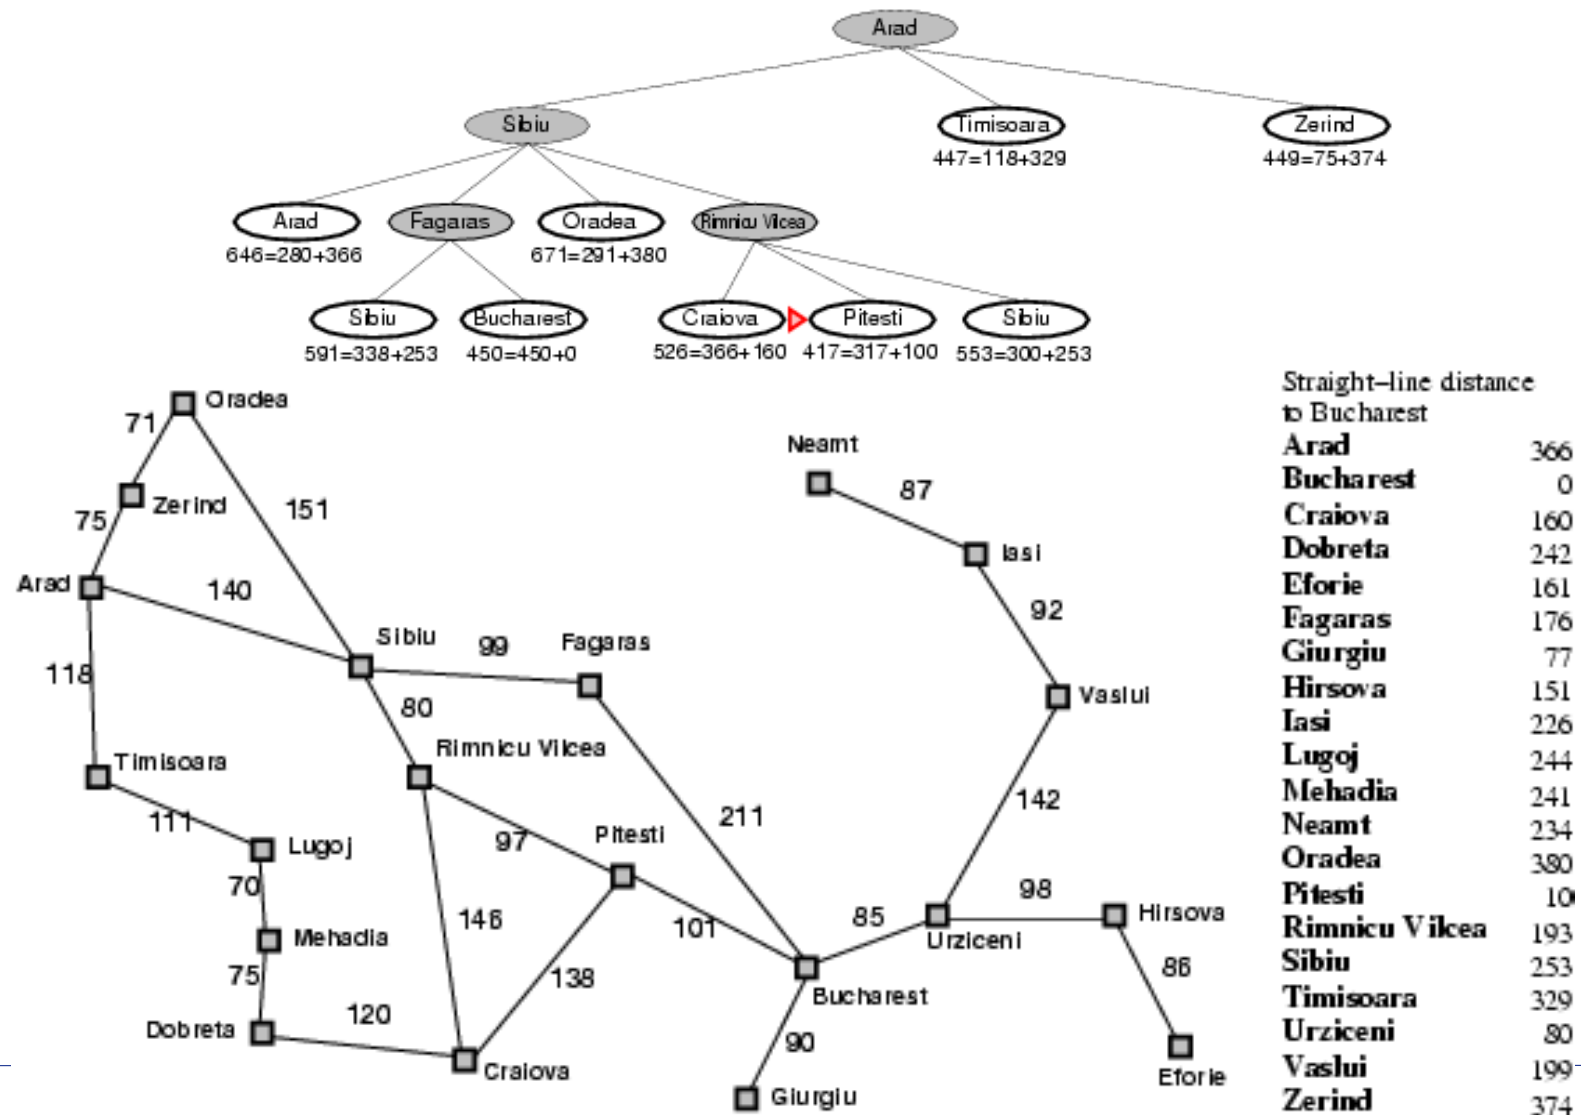 Arad
Sibiu
Timisoara
Zerind
447=118+329
449=75+374
Arad
Fagaras
Oradea
Rimnicu Vilcea
646=280+366
671=291+380
Sibiu
Bucharest
Craiova
Pitesti
Sibiu
591=338+253
450=450+0
526=366+160
417=317+100
553=300+253
Oradea
71
Neamt
87
Zerind
151
75
Iasi
Arad
140
92
Sibiu
99
Fagaras
118
80
Vaslui
Timisoara
Rimnicu Vilcea
142
111
211
Lugoj
97
Pitesti
70
98
146
85
Hirsova
101
Urziceni
Mehadia
138
86
75
Bucharest
120
Dobreta
90
Craiova
Eforie
Giurgiu
Straight–line distance
to Bucharest
Arad 366
Bucharest 0
Craiova 160
Dobreta 242
Eforie 161
Fagaras 176
Giurgiu 77
Hirsova 151
Iasi 226
Lugoj 244
Mehadia 241
Neamt 234
Oradea 380
Pitesti 10
Rimnicu Vilcea 193
Sibiu 253
Timisoara 329
Urziceni 80
Vaslui 199
Zerind 374